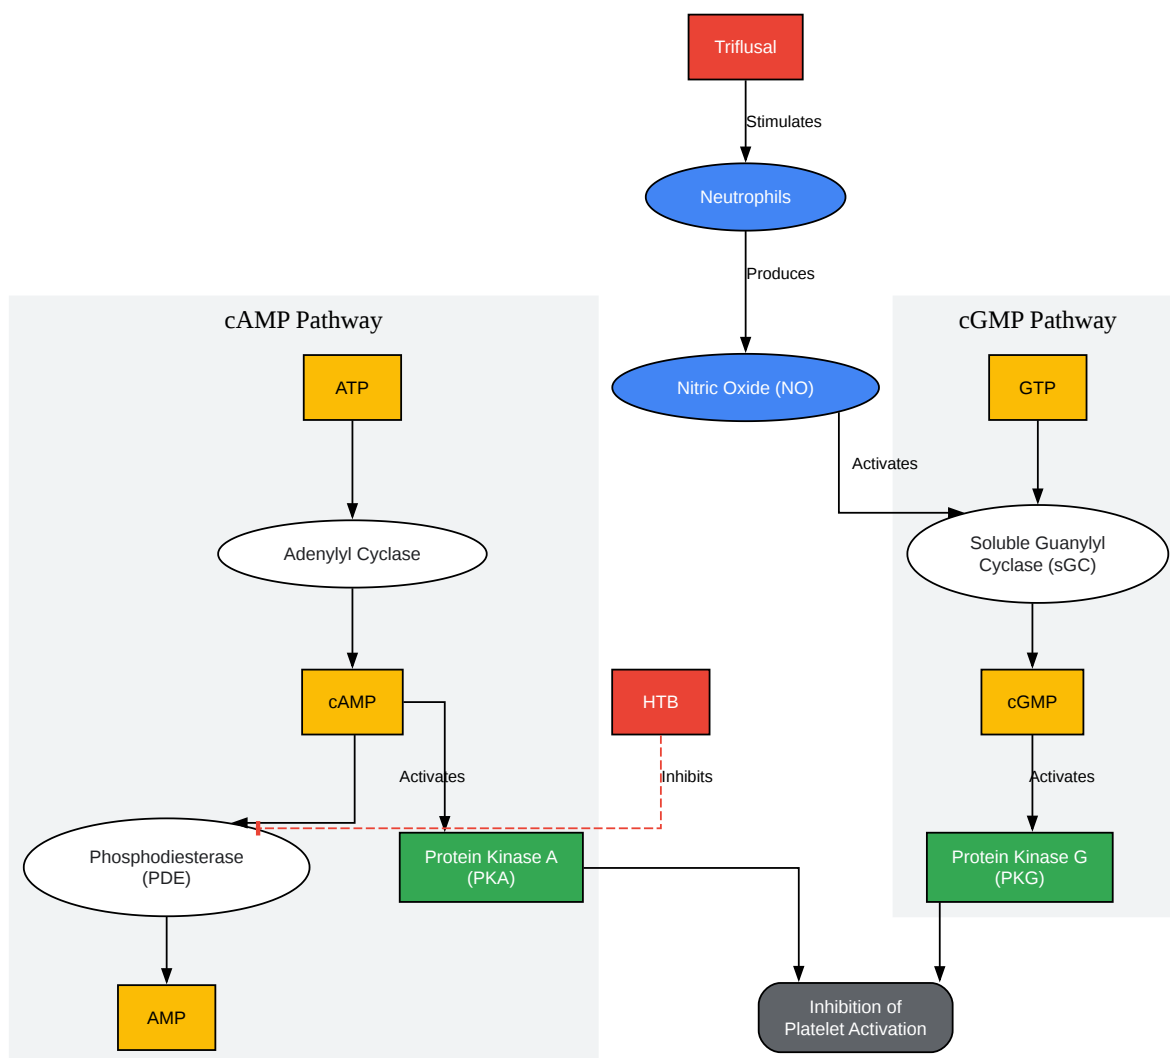 Triflusal
Stimulates
Neutrophils
Produces
cAMP Pathway
cGMP Pathway
ATP
Nitric Oxide (NO)
GTP
Activates
Adenylyl Cyclase
Soluble Guanylyl
Cyclase (sGC)
cAMP
HTB
cGMP
Activates
Inhibits
Activates
Phosphodiesterase
(PDE)
Protein Kinase A
(PKA)
Protein Kinase G
(PKG)
AMP
Inhibition of
Platelet Activation